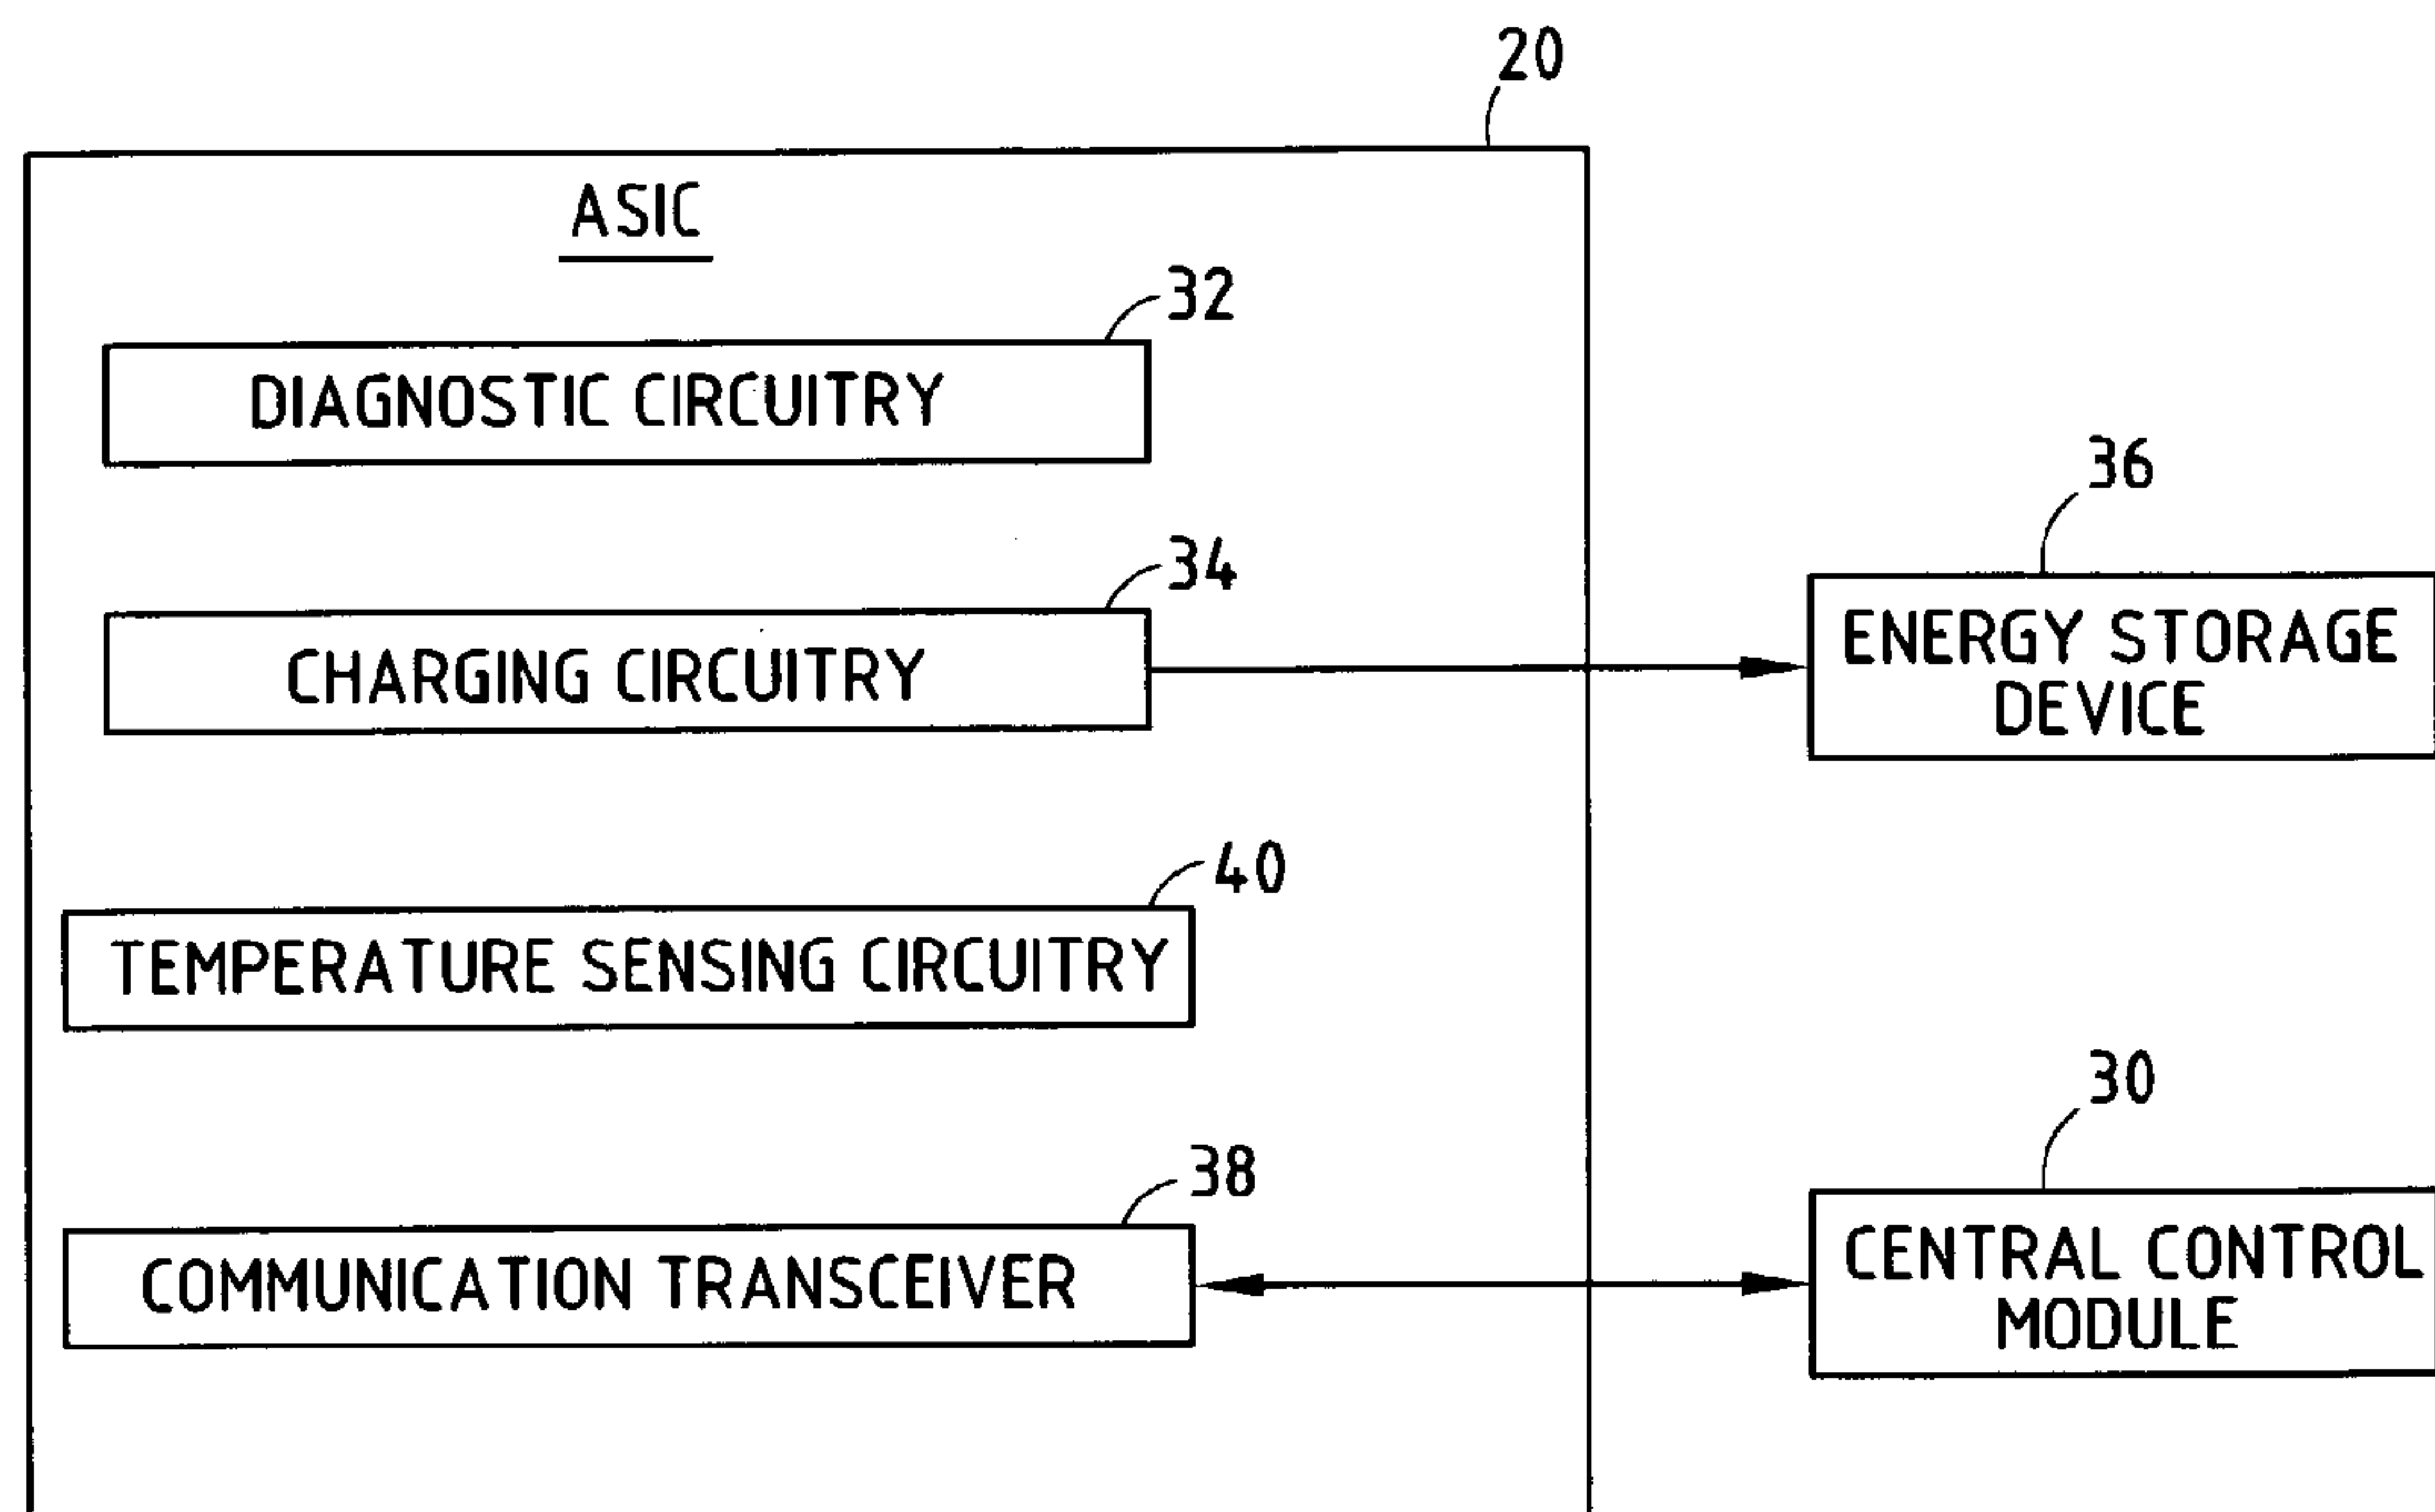 20
ASIC
32
DIAGNOSTIC CIRCUITRY
34
CHARGING CIRCUITRY
36
ENERGY STORAGE
DEVICE
40
TEMPERATURE SENSING CIRCUITRY
38
COMMUNICATION TRANSCEIVER
30
CENTRAL CONTROL
MODULE